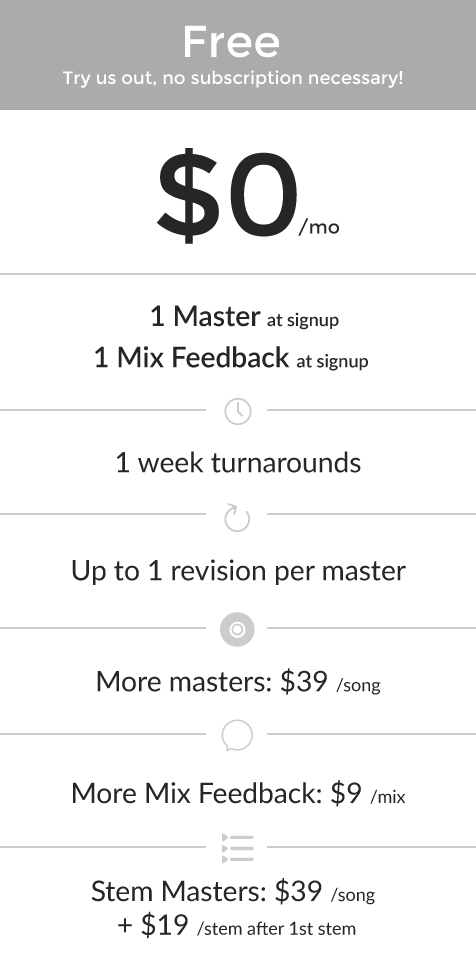 Free
Try us out, no subscription necessary!
$0/mo
1 Master at signup
1 Mix Feedback at signup
1 week turnarounds
Up to 1 revision per master
More masters: $39 /song
More Mix Feedback: $9 /mix
Stem Masters: $39 /song
+ $19 /stem after 1st stem